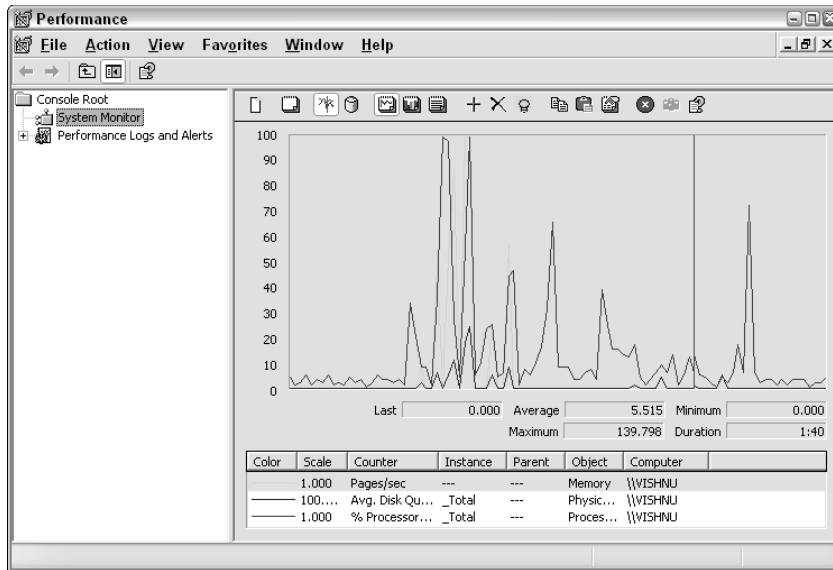 Performance
File Action View Favorites Window Help
Console Root
System Monitor
Performance Logs and Alerts
100
90
80
70
60
50
40
30
20
10
0
Last 0.000 Average 5.515 Minimum 0.000
Maximum 139.798 Duration 1:40
Color Scale Counter Instance Parent Object Computer
1.000 Pages/sec --- --- Memory \\VISHNU
100.... Avg. Disk Qu... _Total --- Physic... \\VISHNU
1.000 % Processor... _Total --- Proces... \\VISHNU